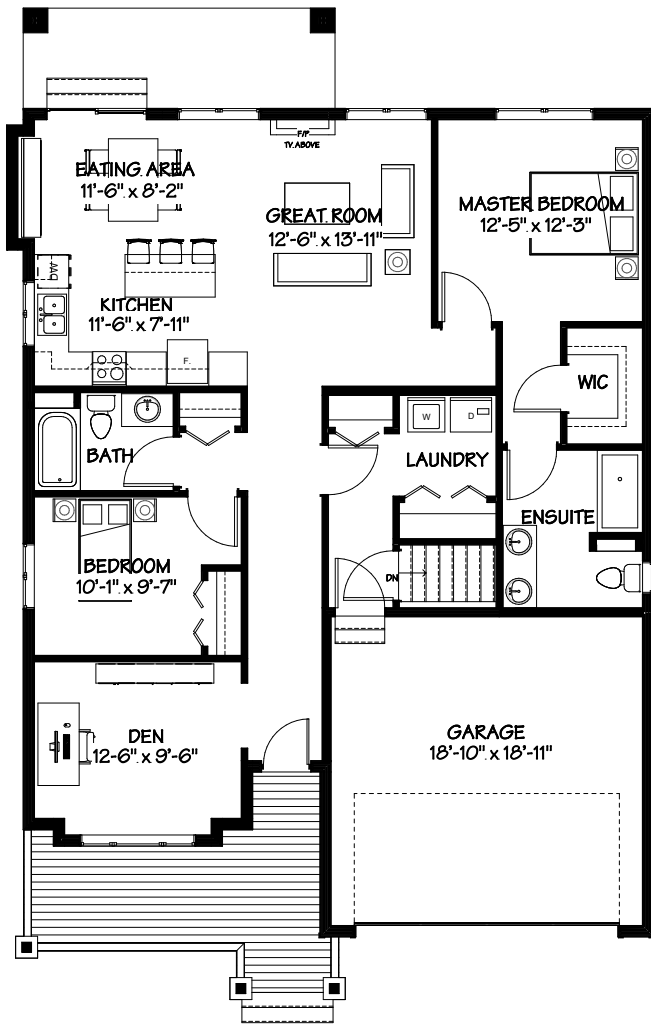 F/P
TV. ABOVE
EATING AREA
11'-6" x 8'-2"
GREAT ROOM
12'-6" x 13'-11"
MASTER BEDROOM
12'-5" x 12'-3"
DW
KITCHEN
11'-6" x 7'-11"
F.
WIC
W
D
BATH
LAUNDRY
ENSUITE
BEDROOM
10'-1" x 9'-7"
DN
DEN
12-6" x 9'-6"
GARAGE
18'-10" x 18'-11"